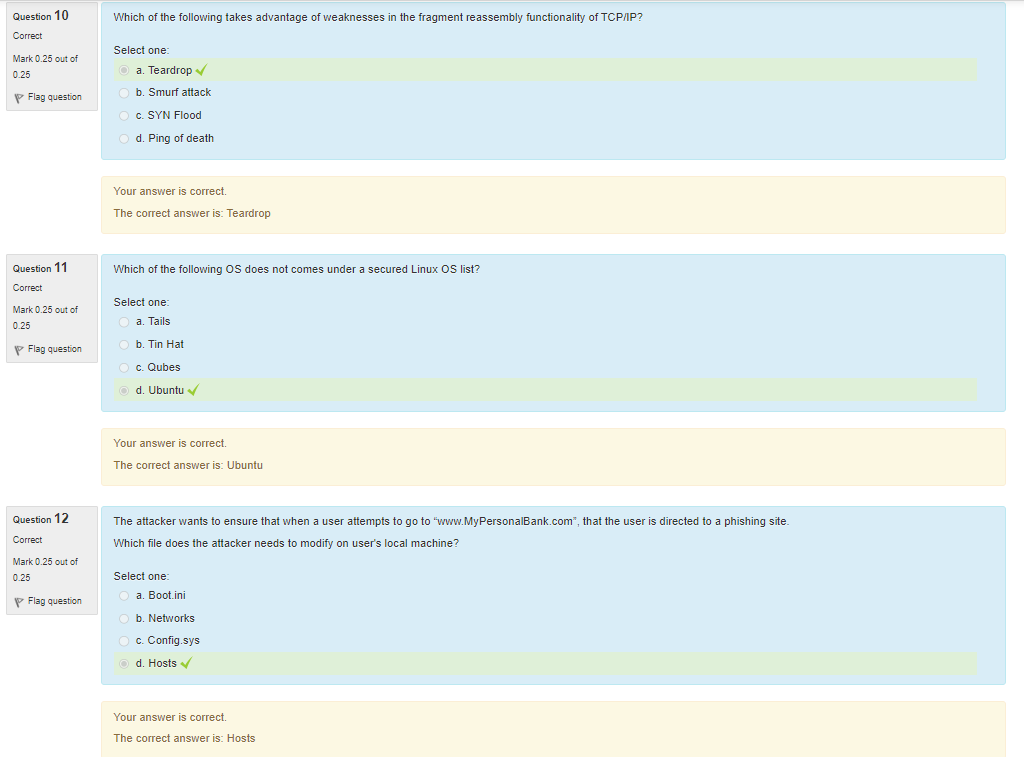 Question 10
Correct
Mark 0.25 out of
0.25
Flag question
Which of the following takes advantage of weaknesses in the fragment reassembly functionality of TCP/IP?
Select one:
a. Teardrop
b. Smurf attack
c. SYN Flood
d. Ping of death
Your answer is correct.
The correct answer is: Teardrop
Question 11
Correct
Mark 0.25 out of
0.25
Flag question
Which of the following OS does not comes under a secured Linux OS list?
Select one:
a. Tails
b. Tin Hat
c. Qubes
d. Ubuntu
Your answer is correct.
The correct answer is: Ubuntu
Question 12
Correct
Mark 0.25 out of
0.25
Flag question
The attacker wants to ensure that when a user attempts to go to “www.MyPersonalBank.com”, that the user is directed to a phishing site.
Which file does the attacker needs to modify on user's local machine?
Select one:
a. Boot.ini
b. Networks
c. Config.sys
d. Hosts
Your answer is correct.
The correct answer is: Hosts